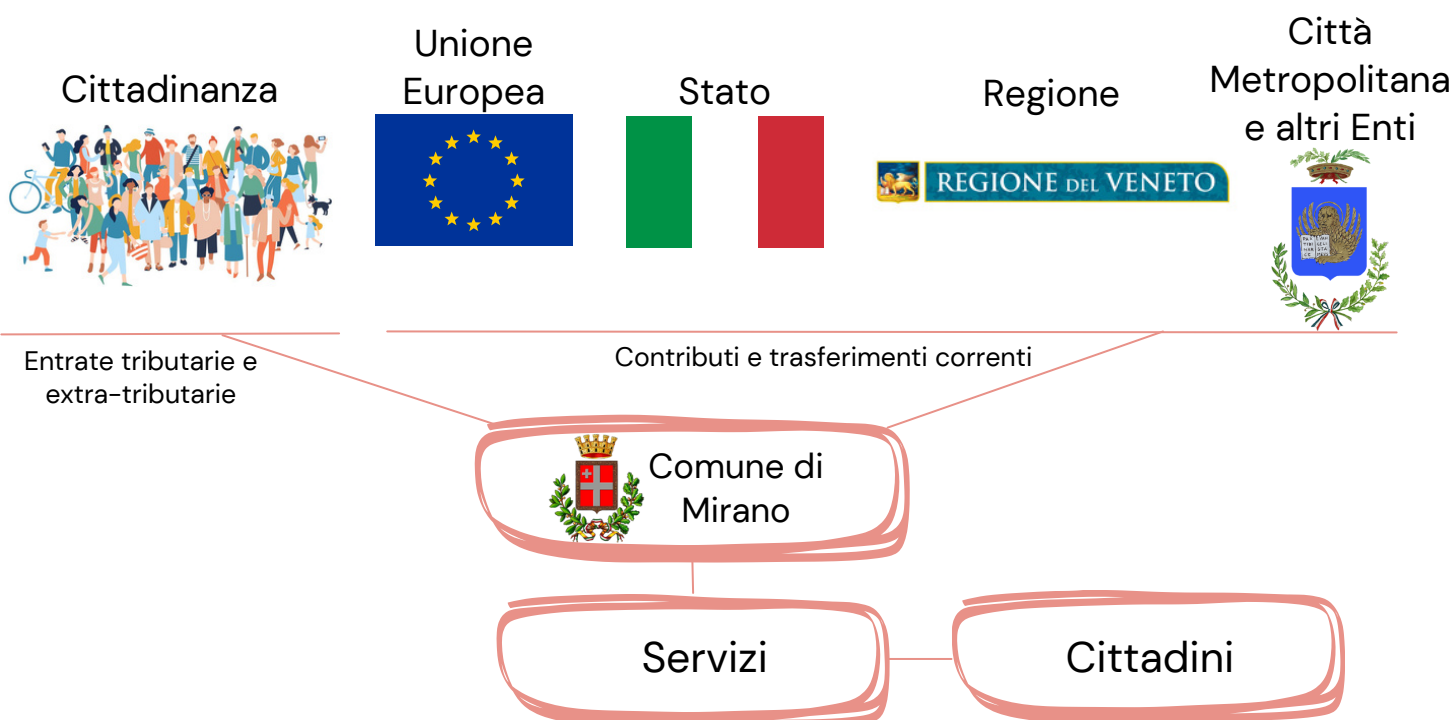 Cittadinanza
Unione
Europea
Stato
Regione
Città
Metropolitana
e altri Enti
REGIONE DEL VENETO
Entrate tributarie e
extra-tributarie
Contributi e trasferimenti correnti
Comune di
Mirano
Servizi
Cittadini